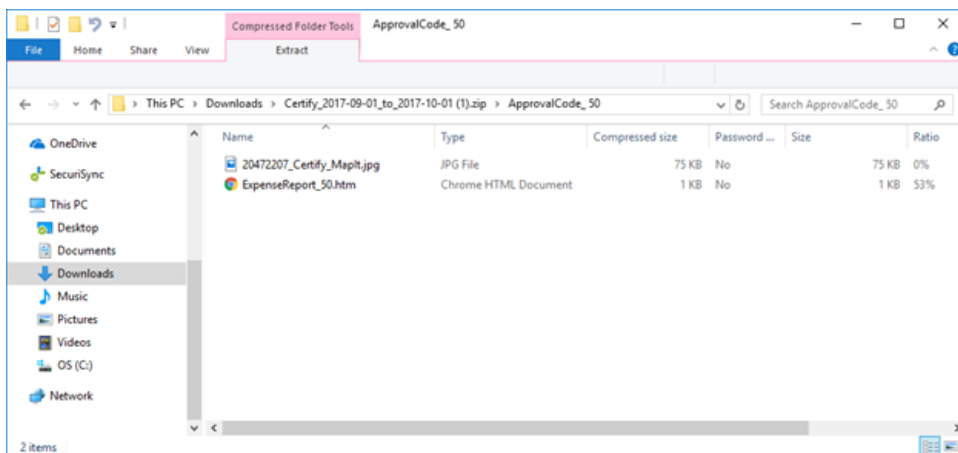 Compressed Folder Tools ApprovalCode_ 50
File Home Share View Extract
This PC Downloads Certify_2017-09-01_to_2017-10-01 (1).zip ApprovalCode_ 50 Search ApprovalCode_ 50
Name Type Compressed size Password ... Size Ratio
20472207_Certify_MapIt.jpg JPG File 75 KB No 75 KB 0%
ExpenseReport_50.htm Chrome HTML Document 1 KB No 1 KB 53%
OneDrive
SecuriSync
This PC
Desktop
Documents
Downloads
Music
Pictures
Videos
OS (C:)
Network
2 items